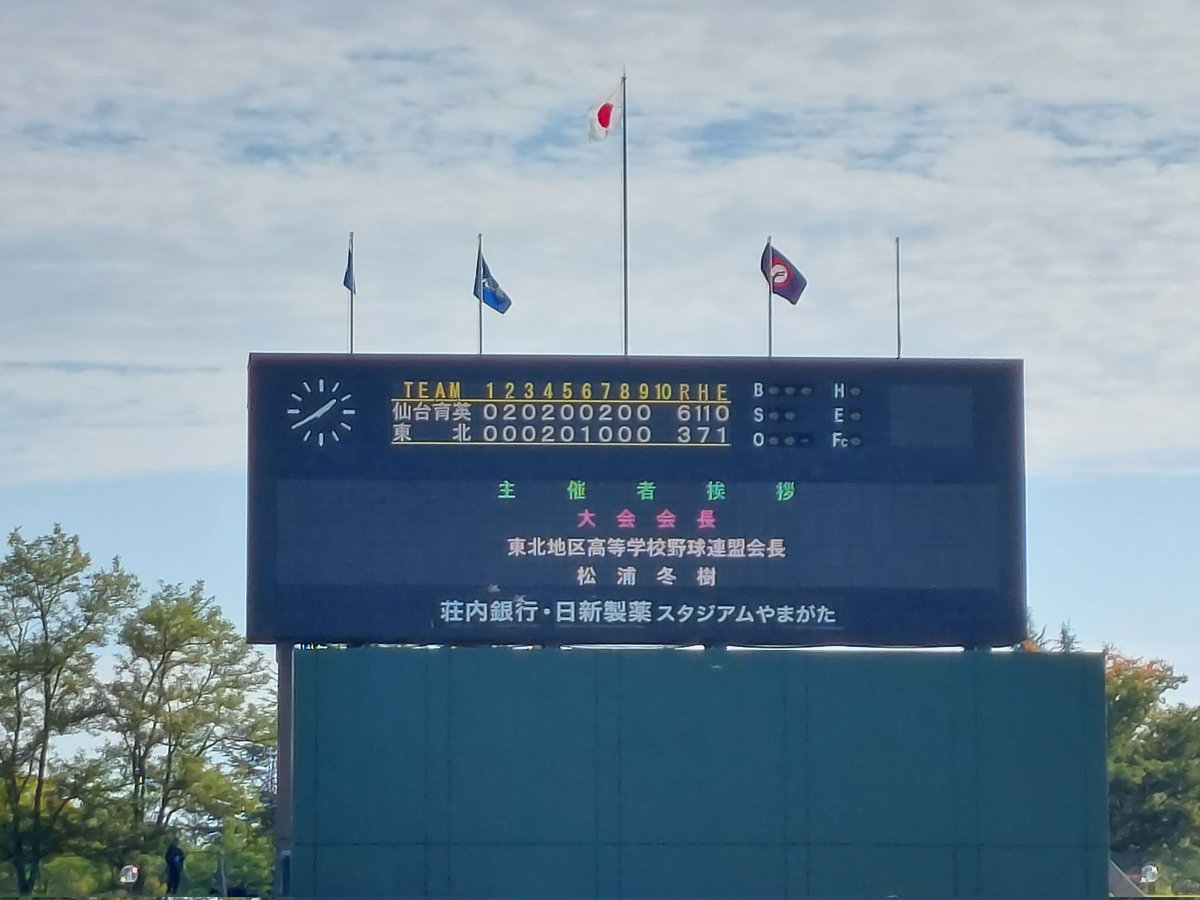 TEAM 1 2 3 4 5 6 7 8 9 10 R H E
仙台育英 0 2 0 2 0 0 2 0 0 6 11 0
東北 0 0 0 2 0 1 0 0 0 3 7 1
B H
S E
O Fc
主催者挨拶
大会会長
東北地区高等学校野球連盟会長
松浦冬樹
荘内銀行・日新製薬 スタジアムやまがた